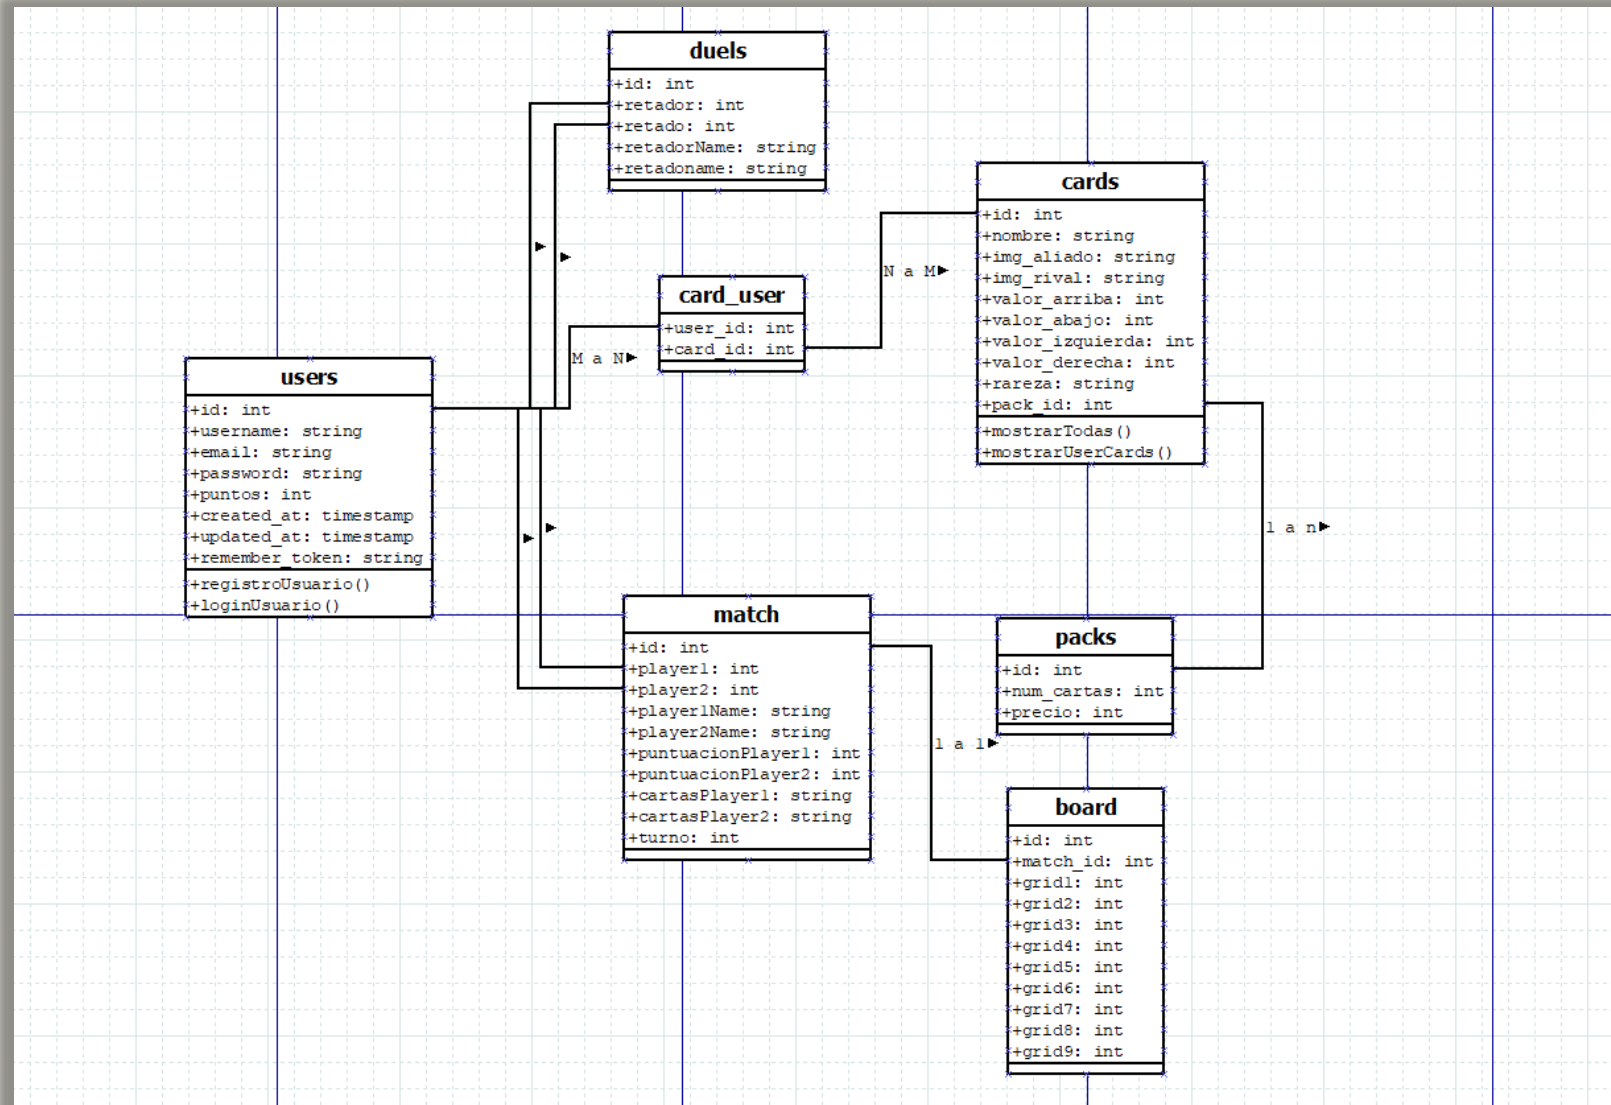 duels
+id: int
+retador: int
+retado: int
+retadorName: string
+retadoname: string
cards
+id: int
+nombre: string
+img_aliado: string
+img_rival: string
+valor_arriba: int
+valor_abajo: int
+valor_izquierda: int
+valor_derecha: int
+rareza: string
+pack_id: int
+mostrarTodas()
+mostrarUserCards()
N a M
card_user
+user_id: int
+card_id: int
M a N
users
+id: int
+username: string
+email: string
+password: string
+puntos: int
+created_at: timestamp
+updated_at: timestamp
+remember_token: string
+registroUsuario()
+loginUsuario()
1 a n
match
+id: int
+player1: int
+player2: int
+player1Name: string
+player2Name: string
+puntuacionPlayer1: int
+puntuacionPlayer2: int
+cartasPlayer1: string
+cartasPlayer2: string
+turno: int
packs
+id: int
+num_cartas: int
+precio: int
1 a 1
board
+id: int
+match_id: int
+grid1: int
+grid2: int
+grid3: int
+grid4: int
+grid5: int
+grid6: int
+grid7: int
+grid8: int
+grid9: int